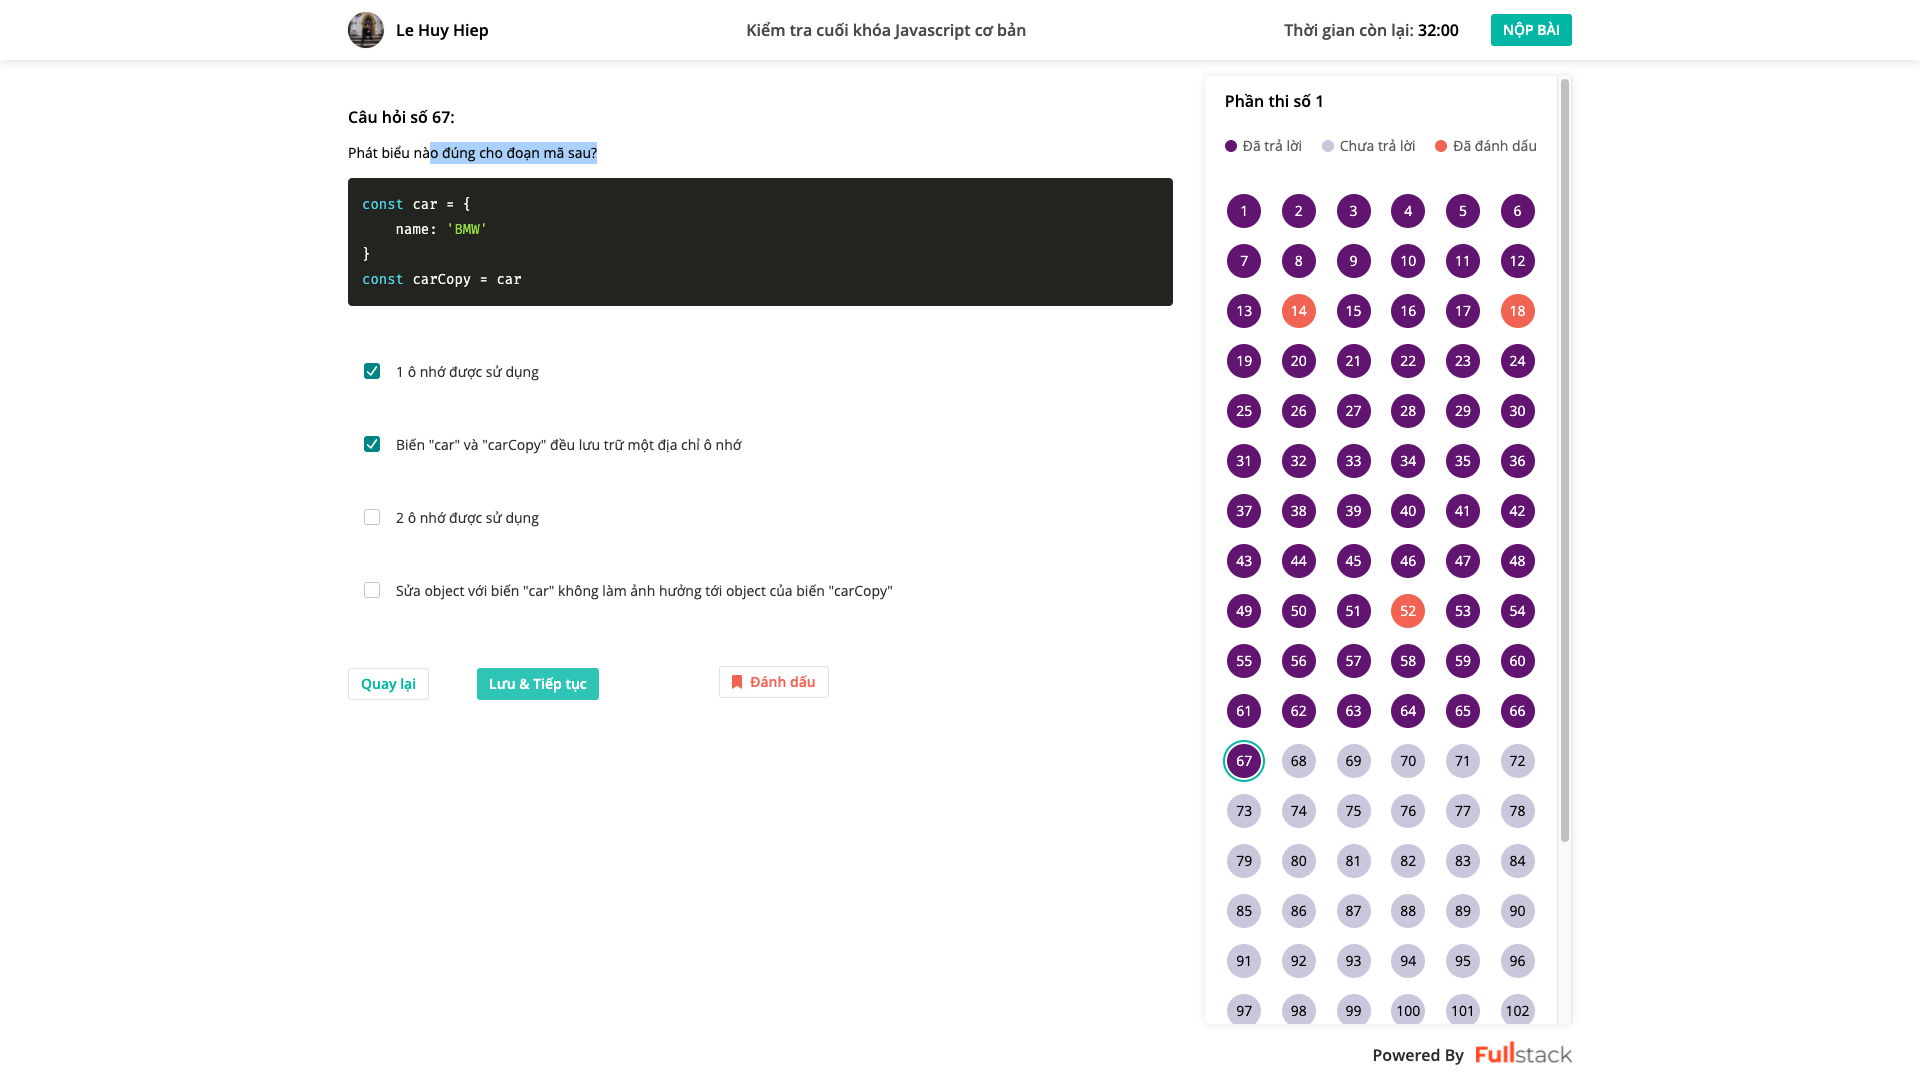 Le Huy Hiep
Kiểm tra cuối khóa Javascript cơ bản
Thời gian còn lại: 32:00
NỘP BÀI
Câu hỏi số 67:
Phát biểu nào đúng cho đoạn mã sau?
const car = {
    name: 'BMW'
}
const carCopy = car
1 ô nhớ được sử dụng
Biến "car" và "carCopy" đều lưu trữ một địa chỉ ô nhớ
2 ô nhớ được sử dụng
Sửa object với biến "car" không làm ảnh hưởng tới object của biến "carCopy"
Quay lại
Lưu & Tiếp tục
Đánh dấu
Phần thi số 1
Đã trả lời Chưa trả lời Đã đánh dấu
1 2 3 4 5 6
7 8 9 10 11 12
13 14 15 16 17 18
19 20 21 22 23 24
25 26 27 28 29 30
31 32 33 34 35 36
37 38 39 40 41 42
43 44 45 46 47 48
49 50 51 52 53 54
55 56 57 58 59 60
61 62 63 64 65 66
67 68 69 70 71 72
73 74 75 76 77 78
79 80 81 82 83 84
85 86 87 88 89 90
91 92 93 94 95 96
97 98 99 100 101 102
Powered By Fullstack